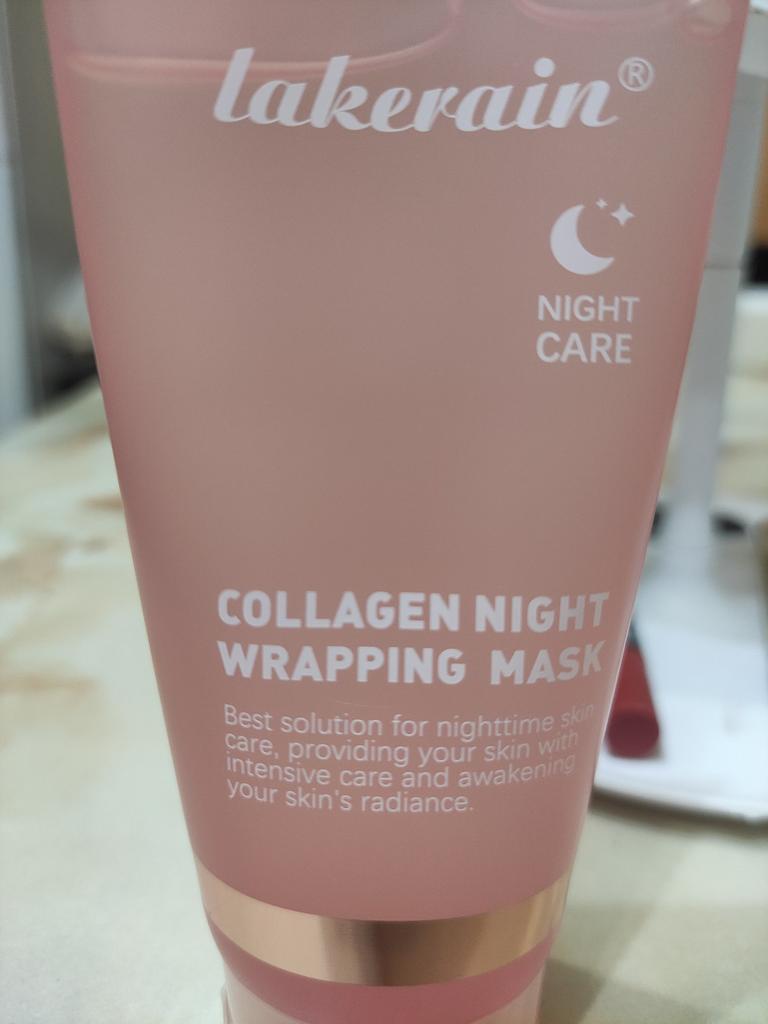 lakerain®
NIGHT
CARE
COLLAGEN NIGHT
WRAPPING MASK
Best solution for nighttime skin
care, providing your skin with
intensive care and awakening
your skin's radiance.